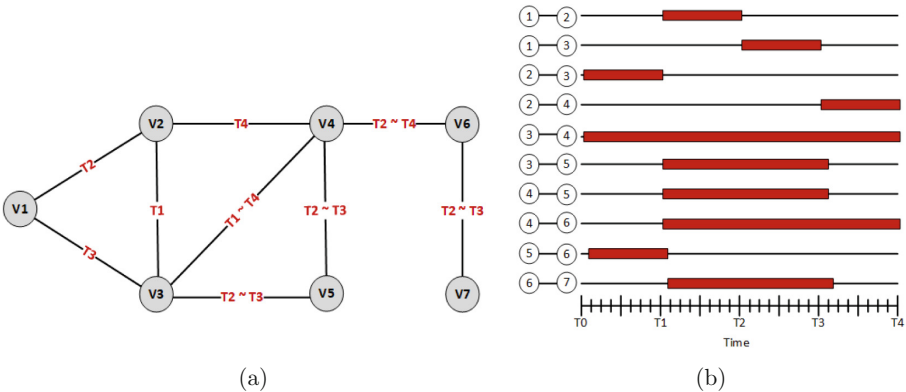 V2
T4
V4
T2 ~ T4
V6
T2
V1
T1
T1 ~ T4
T2 ~ T3
T2 ~ T3
T3
V3
T2 ~ T3
V5
V7
(a)
1 2
1 3
2 3
2 4
3 4
3 5
4 5
4 6
5 6
6 7
T0 T1 T2 T3 T4
Time
(b)